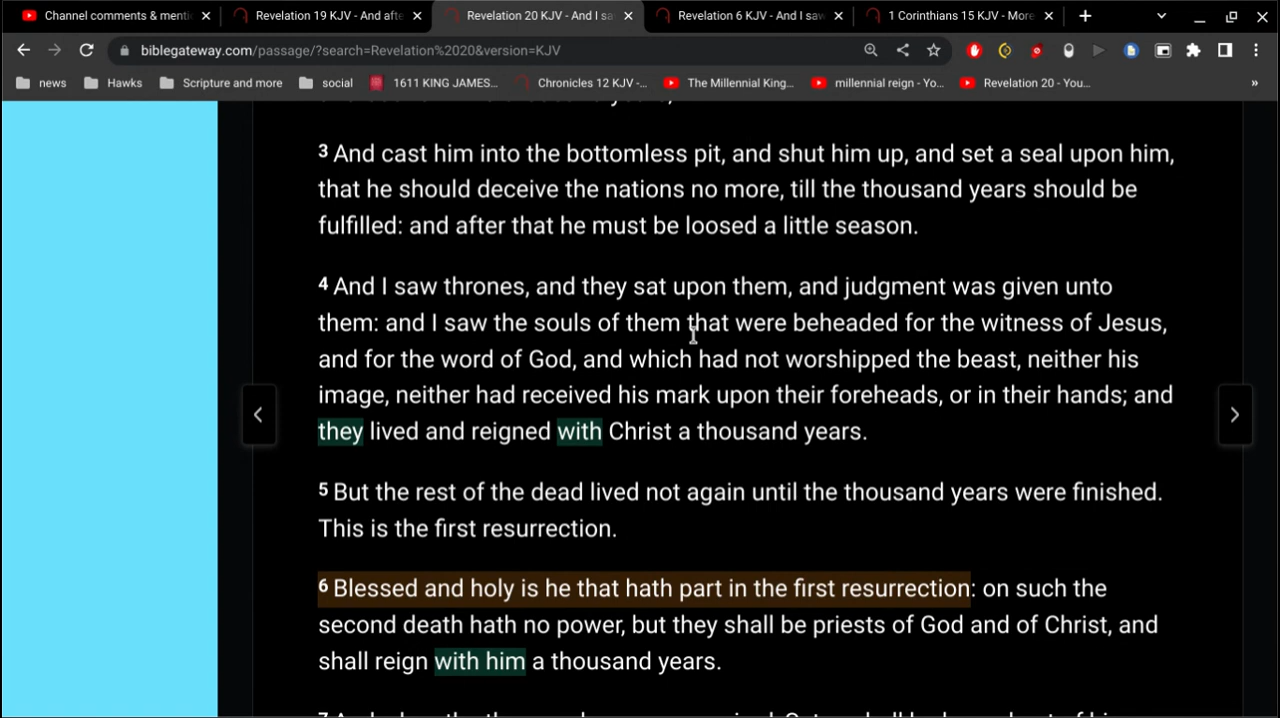 Channel comments & menti
Revelation 19 KJV - And afte
Revelation 20 KJV - And I sa
Revelation 6 KJV - And I saw
1 Corinthians 15 KJV - More
biblegateway.com/passage/?search=Revelation%2020&version=KJV
news
Hawks
Scripture and more
social
1611 KING JAMES...
Chronicles 12 KJV -...
The Millennial King...
millennial reign - Yo...
Revelation 20 - You...
»
3 And cast him into the bottomless pit, and shut him up, and set a seal upon him,
that he should deceive the nations no more, till the thousand years should be
fulfilled: and after that he must be loosed a little season.
4 And I saw thrones, and they sat upon them, and judgment was given unto
them: and I saw the souls of them that were beheaded for the witness of Jesus,
and for the word of God, and which had not worshipped the beast, neither his
image, neither had received his mark upon their foreheads, or in their hands; and
they lived and reigned with Christ a thousand years.
5 But the rest of the dead lived not again until the thousand years were finished.
This is the first resurrection.
6 Blessed and holy is he that hath part in the first resurrection: on such the
second death hath no power, but they shall be priests of God and of Christ, and
shall reign with him a thousand years.